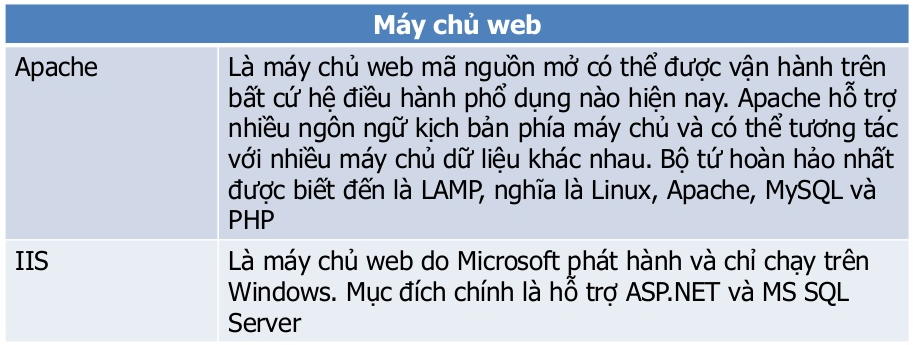 Máy chủ web
Apache
Là máy chủ web mã nguồn mở có thể được vận hành trên
bất cứ hệ điều hành phổ dụng nào hiện nay. Apache hỗ trợ
nhiều ngôn ngữ kịch bản phía máy chủ và có thể tương tác
với nhiều máy chủ dữ liệu khác nhau. Bộ tứ hoàn hảo nhất
được biết đến là LAMP, nghĩa là Linux, Apache, MySQL và
PHP
IIS
Là máy chủ web do Microsoft phát hành và chỉ chạy trên
Windows. Mục đích chính là hỗ trợ ASP.NET và MS SQL
Server